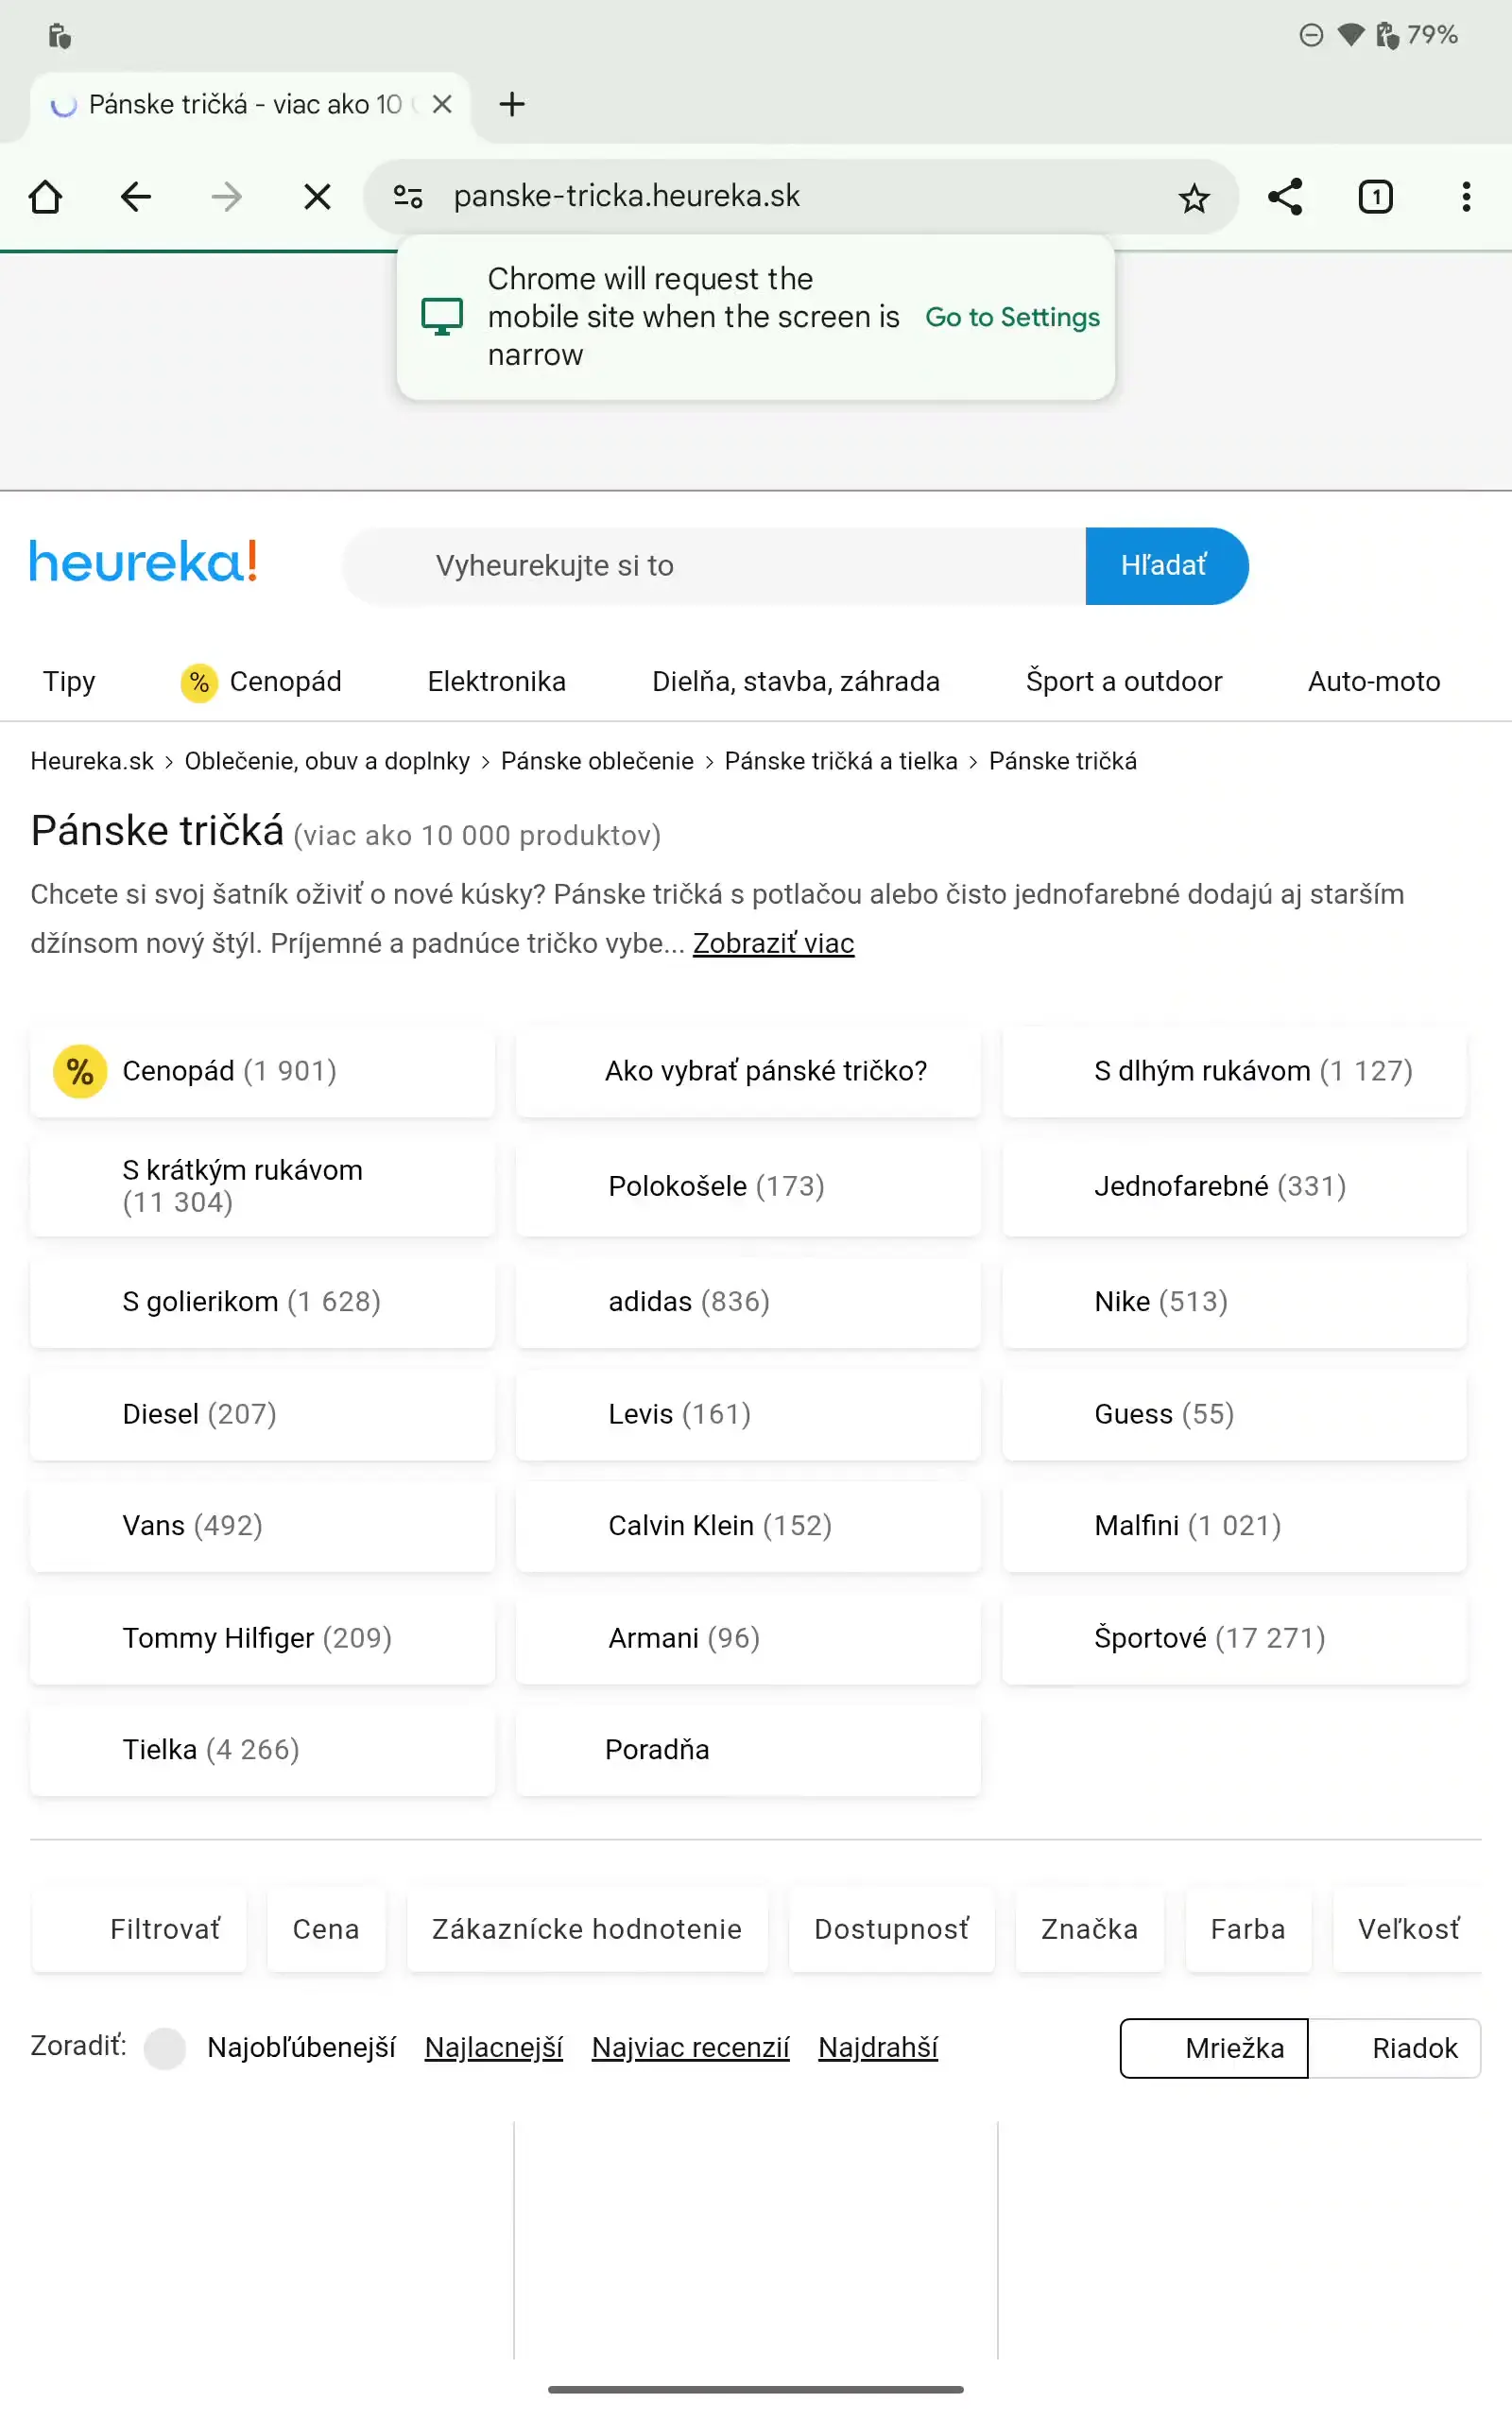 79%
Pánske tričká - viac ako 10
panske-tricka.heureka.sk
1
Chrome will request the
mobile site when the screen is
narrow
Go to Settings
heureka!
Vyheurekujte si to
Hľadať
Tipy
% Cenopád
Elektronika
Dielňa, stavba, záhrada
Šport a outdoor
Auto-moto
Heureka.sk › Oblečenie, obuv a doplnky › Pánske oblečenie › Pánske tričká a tielka › Pánske tričká
Pánske tričká (viac ako 10 000 produktov)
Chcete si svoj šatník oživiť o nové kúsky? Pánske tričká s potlačou alebo čisto jednofarebné dodajú aj starším
džínsom nový štýl. Príjemné a padnúce tričko vybe... Zobraziť viac
% Cenopád (1 901)
Ako vybrať pánské tričko?
S dlhým rukávom (1 127)
S krátkým rukávom
(11 304)
Polokošele (173)
Jednofarebné (331)
S golierikom (1 628)
adidas (836)
Nike (513)
Diesel (207)
Levis (161)
Guess (55)
Vans (492)
Calvin Klein (152)
Malfini (1 021)
Tommy Hilfiger (209)
Armani (96)
Športové (17 271)
Tielka (4 266)
Poradňa
Filtrovať
Cena
Zákaznícke hodnotenie
Dostupnosť
Značka
Farba
Veľkosť
Zoradiť:
Najobľúbenejší
Najlacnejší
Najviac recenzií
Najdrahší
Mriežka
Riadok